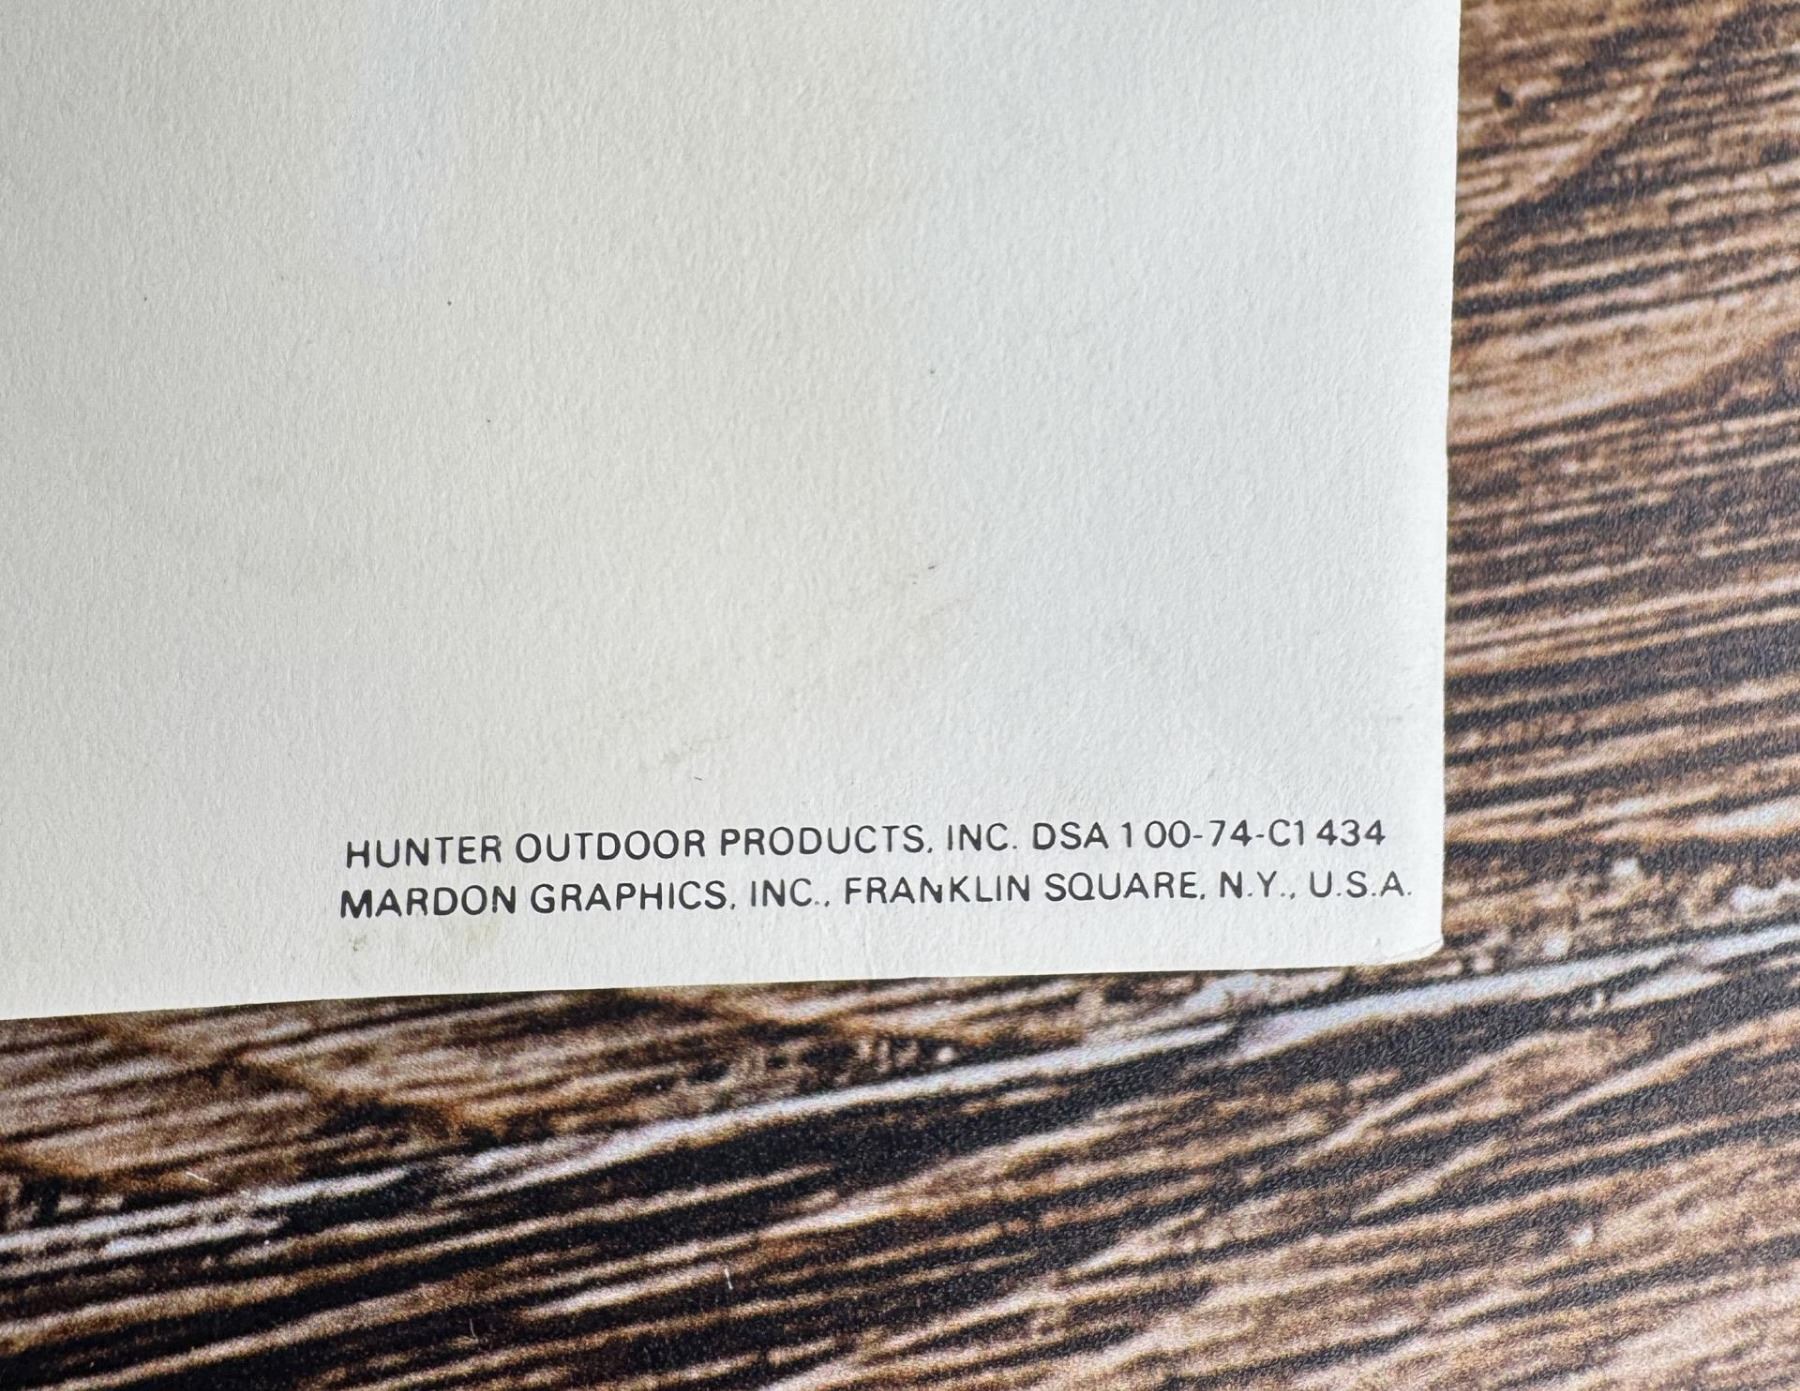 HUNTER OUTDOOR PRODUCTS, INC. DSA 100-74-C1434
MARDON GRAPHICS, INC., FRANKLIN SQUARE, N.Y., U.S.A.